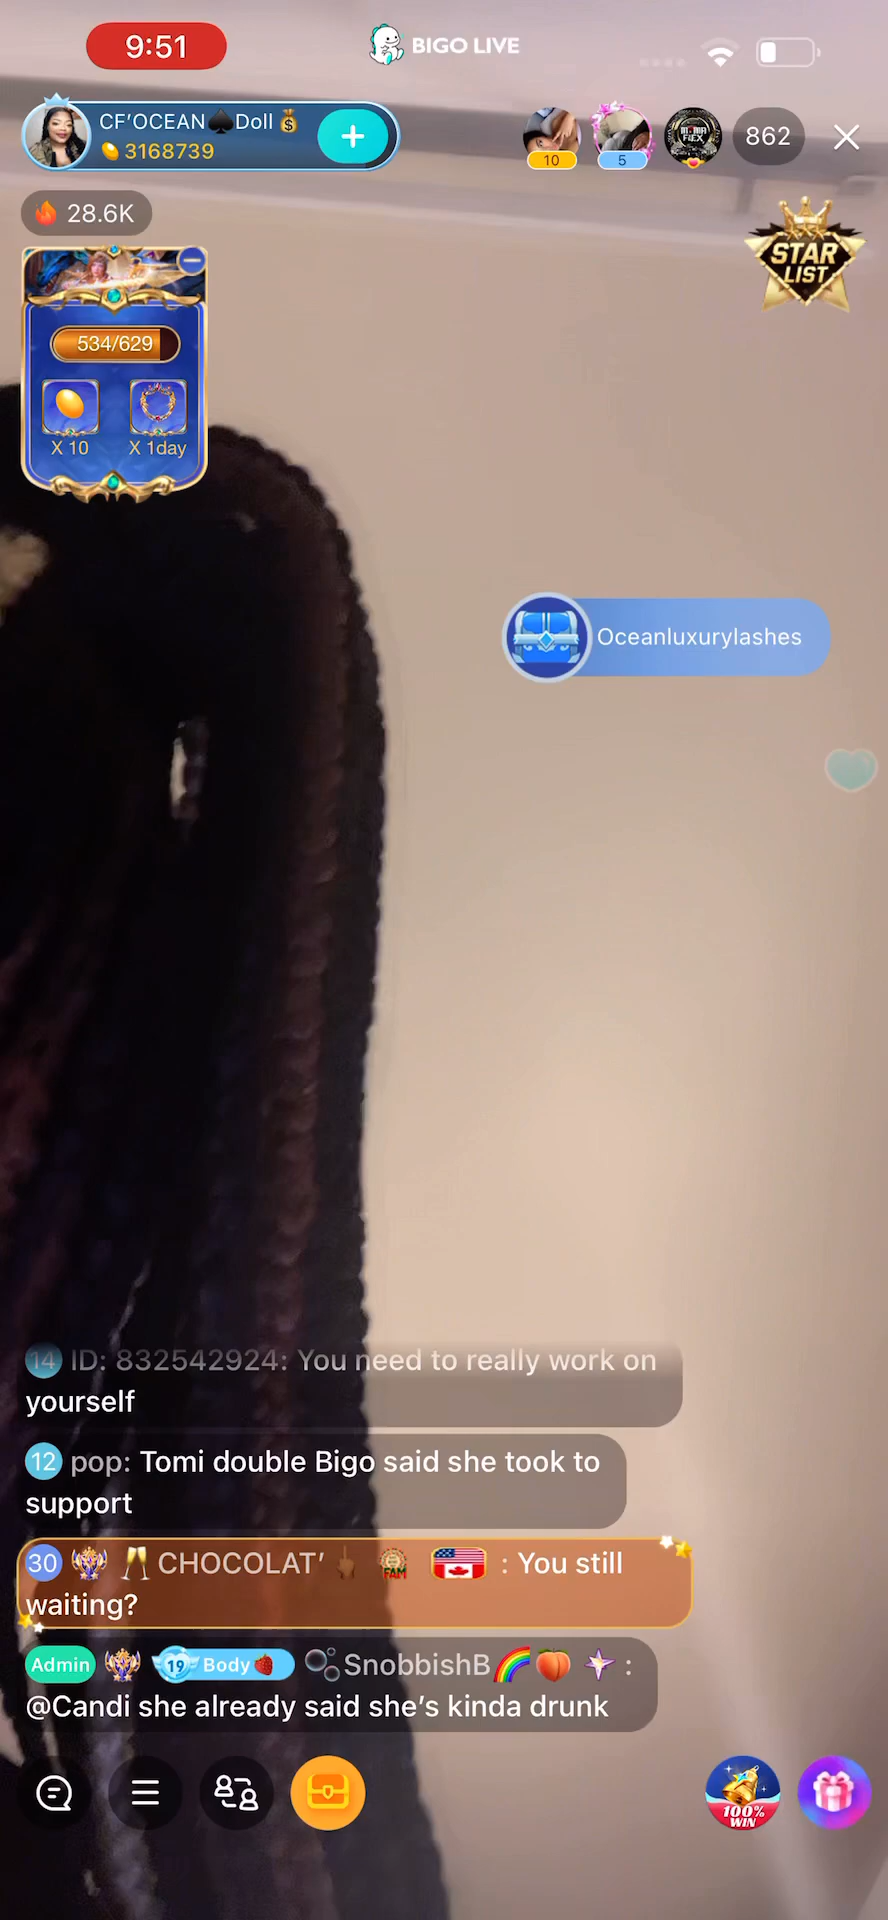 9:51
BIGO LIVE
CF'OCEAN♠️Doll💰
3168739
10
5
MOMA
FLEX
862
28.6K
STAR
LIST
534/629
X 10
X 1day
Oceanluxurylashes
14 ID: 832542924: You need to really work on
yourself
12 pop: Tomi double Bigo said she took to
support
30 🥂 CHOCOLAT' 🖕🏾 FAM : You still
waiting?
Admin 19 Body🍓 🫧SnobbishB🌈🍑 :
@Candi she already said she's kinda drunk
100%
WIN